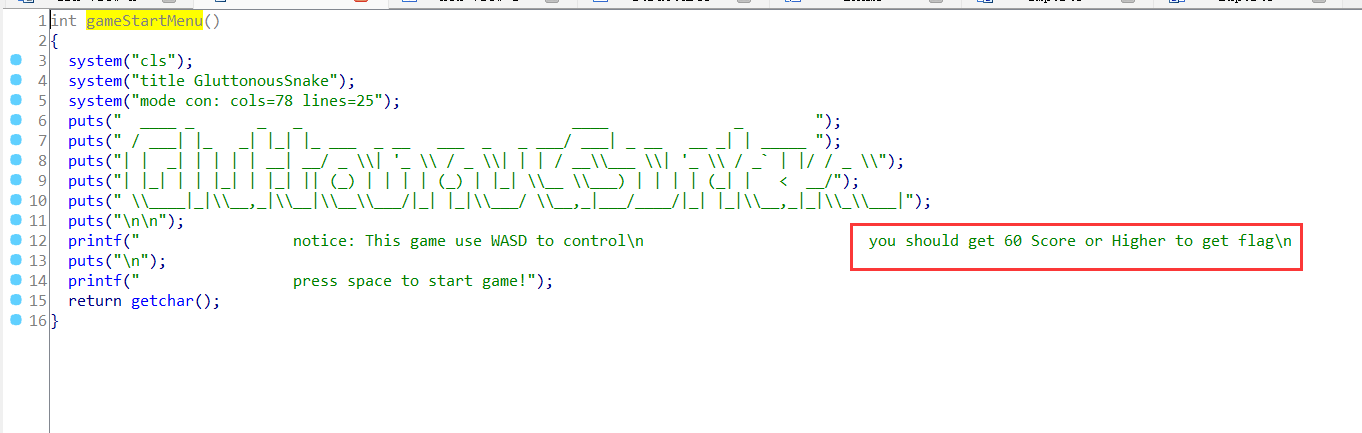 1 int gameStartMenu()
2 {
3 system("cls");
4 system("title GluttonousSnake");
5 system("mode con: cols=78 lines=25");
6 puts("  ____ _       _   _                              ____              _        ");
7 puts(" / ___| |_   _| |_| |_ ___  _ __   ___  _   _ ___/ ___| _ __   __ _| | _____ ");
8 puts("| |  _| | | | | __| __/ _ \\| '_ \\ / _ \\| | | / __\\___ \\| '_ \\ / _` | |/ / _ \\");
9 puts("| |_| | | |_| | |_| || (_) | | | | (_) | |_| \\__ \\___) | | | | (_| |   <  __/");
10 puts(" \\____|_|\\__,_|\\__|\\__\\___/|_| |_|\\___/ \\__,_|___/____/|_| |_|\\__,_|_|\\_\\___|");
11 puts("\n\n");
12 printf("                 notice: This game use WASD to control\n                         you should get 60 Score or Higher to get flag\n
13 puts("\n");
14 printf("                 press space to start game!");
15 return getchar();
16 }